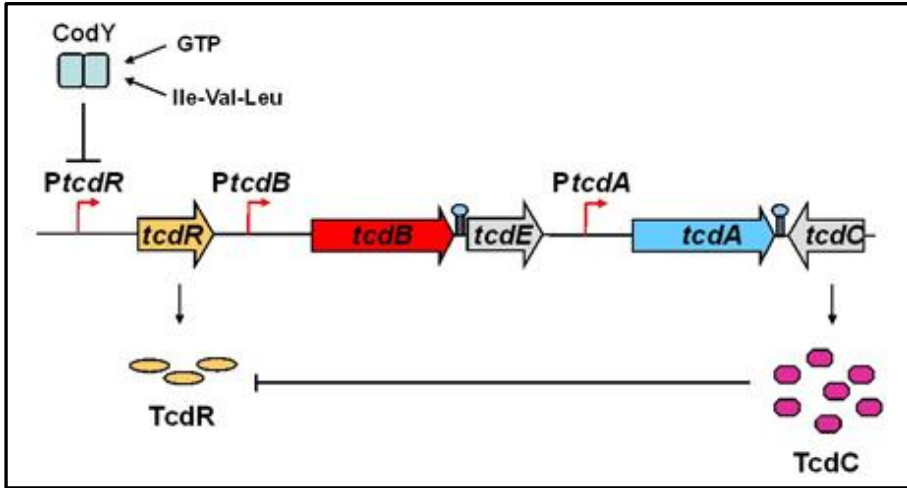 CodY
GTP
Ile-Val-Leu
PtcdR
PtcdB
PtcdA
tcdR
tcdB
tcdE
tcdA
tcdC
TcdR
TcdC